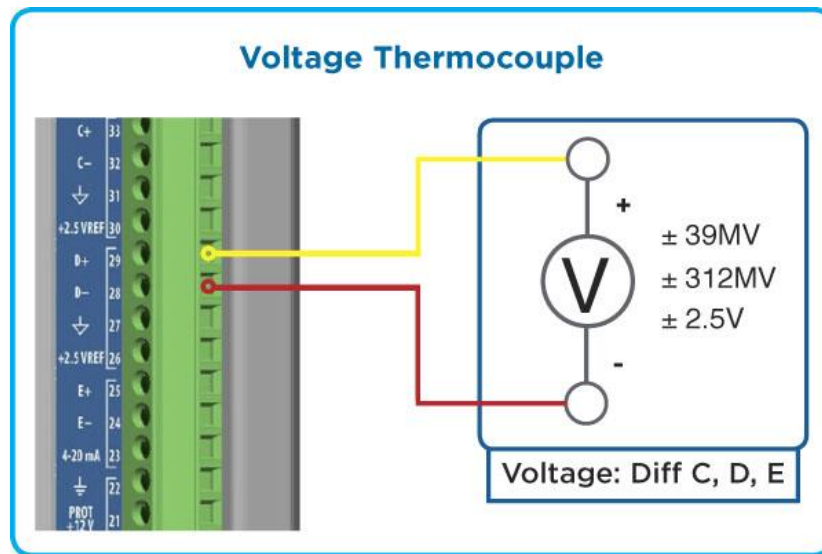 Voltage Thermocouple
C+ 33
C- 32
31
+2.5 VREF 30
D+ 29
D- 28
27
+2.5 VREF 26
E+ 25
E- 24
4-20 mA 23
22
PROT
+12 V 21
+
V
-
± 39MV
± 312MV
± 2.5V
Voltage: Diff C, D, E